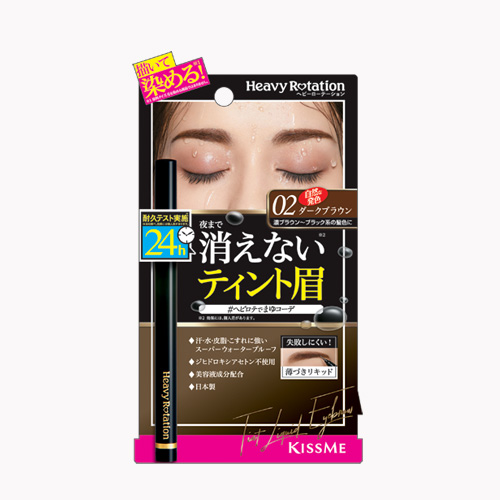 描いて
染める!
※1
Heavy Rotation
ヘビーローテーション
自然な
発色
02 ダークブラウン
濃ブラウン〜ブラック系の髪色に
耐久テスト実施
24h
夜まで
※2
消えない
ティント眉
#ヘビロテでまゆコーデ
・汗・水・皮脂・こすれに強い
スーパーウォータープルーフ
・ジヒドロキシアセトン不使用
・美容液成分配合
・日本製
失敗しにくい!
薄づきリキッド
Heavy Rotation
Tint Liquid Eyebrow
KISSME